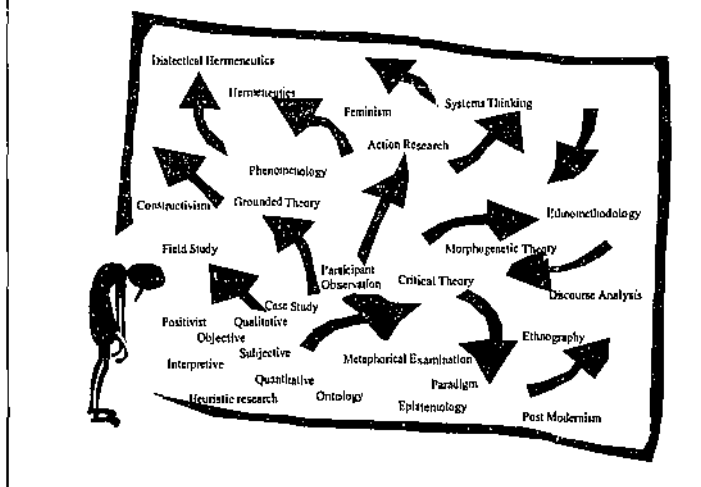 Dialectical Hermeneutics
Hermeneutics
Feminism
Systems Thinking
Action Research
Phenomenology
Constructivism
Grounded Theory
Ethnomethodology
Field Study
Morphogenetic Theory
Participant
Observation
Critical Theory
Discourse Analysis
Case Study
Positivist
Qualitative
Objective
Ethnography
Subjective
Interpretive
Metaphorical Examination
Quantitative
Paradigm
Heuristic research
Ontology
Epistemology
Post Modernism